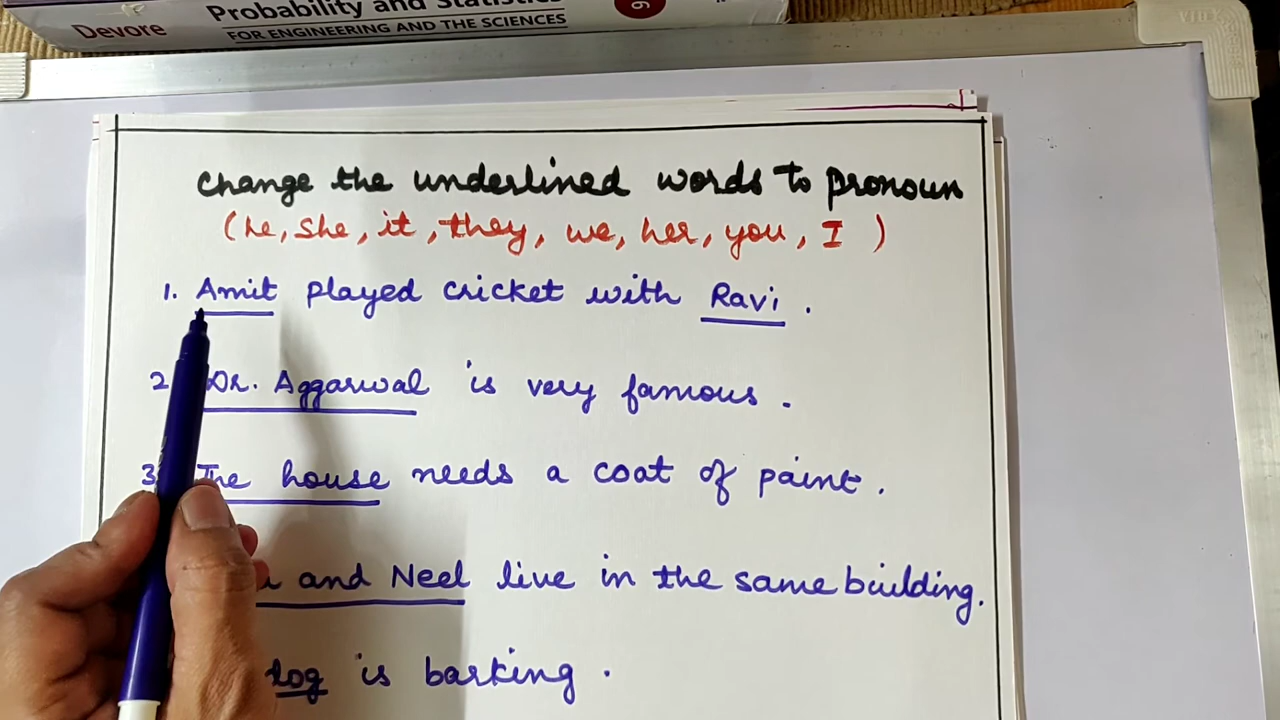 Devore
Probability and Statistics
FOR ENGINEERING AND THE SCIENCES
9
change the underlined words to pronoun
(he, she, it, they, we, her, you, I)
1. Amit played cricket with Ravi.
2 Dr. Aggarwal is very famous.
3 The house needs a coat of paint.
and Neel live in the same building.
is barking.